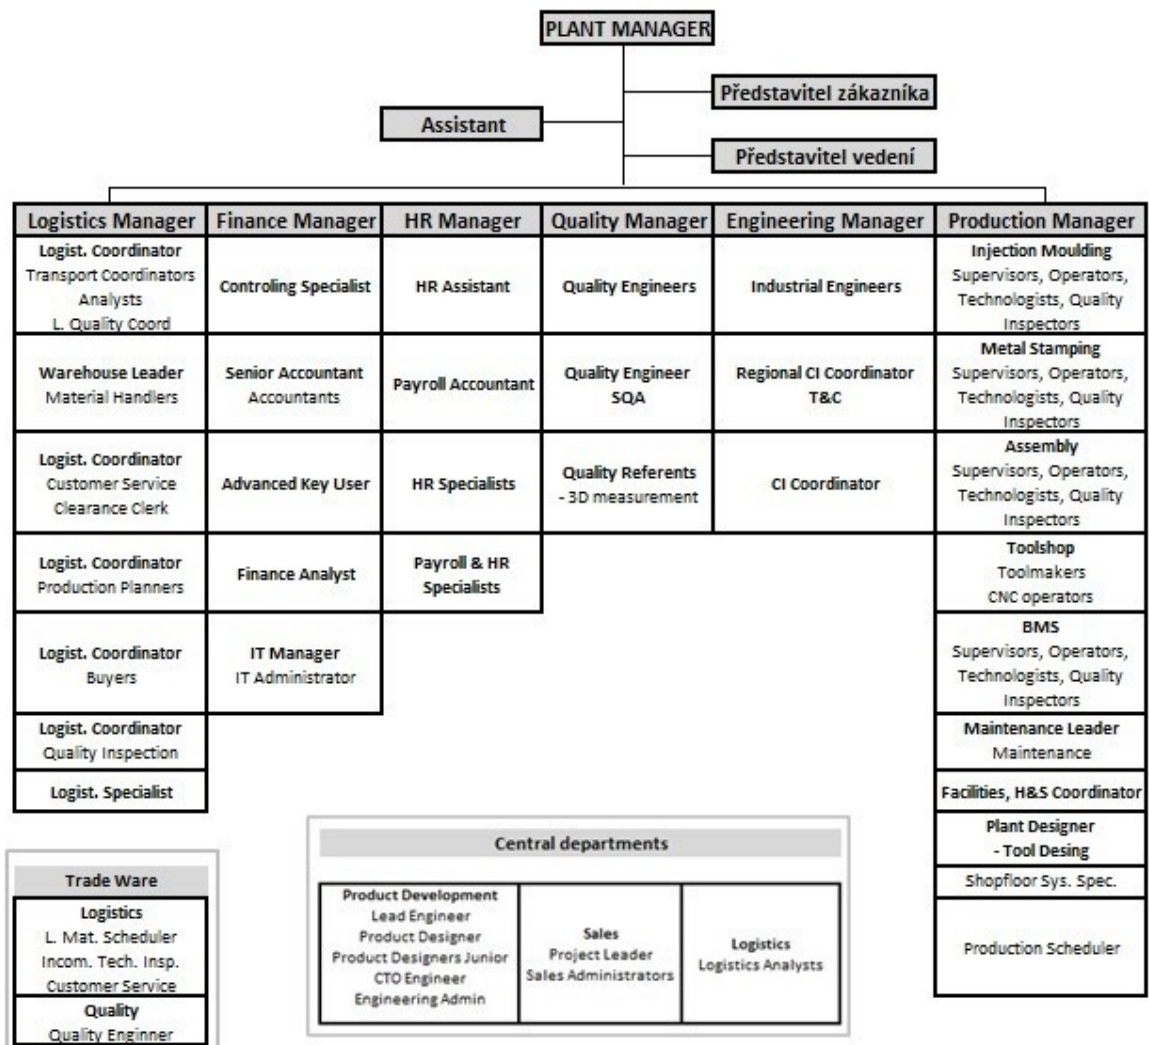 PLANT MANAGER
Představitel zákazníka
Assistant
Představitel vedení
Logistics Manager
Logist. Coordinator
Transport Coordinators
Analysts
L. Quality Coord
Warehouse Leader
Material Handlers
Logist. Coordinator
Customer Service
Clearance Clerk
Logist. Coordinator
Production Planners
Logist. Coordinator
Buyers
Logist. Coordinator
Quality Inspection
Logist. Specialist
Finance Manager
Controling Specialist
Senior Accountant
Accountants
Advanced Key User
Finance Analyst
IT Manager
IT Administrator
HR Manager
HR Assistant
Payroll Accountant
HR Specialists
Payroll & HR
Specialists
Quality Manager
Quality Engineers
Quality Engineer
SQA
Quality Referents
- 3D measurement
Engineering Manager
Industrial Engineers
Regional CI Coordinator
T&C
CI Coordinator
Production Manager
Injection Moulding
Supervisors, Operators,
Technologists, Quality
Inspectors
Metal Stamping
Supervisors, Operators,
Technologists, Quality
Inspectors
Assembly
Supervisors, Operators,
Technologists, Quality
Inspectors
Toolshop
Toolmakers
CNC operators
BMS
Supervisors, Operators,
Technologists, Quality
Inspectors
Maintenance Leader
Maintenance
Facilities, H&S Coordinator
Plant Designer
- Tool Desing
Shopfloor Sys. Spec.
Production Scheduler
Trade Ware
Logistics
L. Mat. Scheduler
Incom. Tech. Insp.
Customer Service
Quality
Quality Enginner
Central departments
Product Development
Lead Engineer
Product Designer
Product Designers Junior
CTO Engineer
Engineering Admin
Sales
Project Leader
Sales Administrators
Logistics
Logistics Analysts